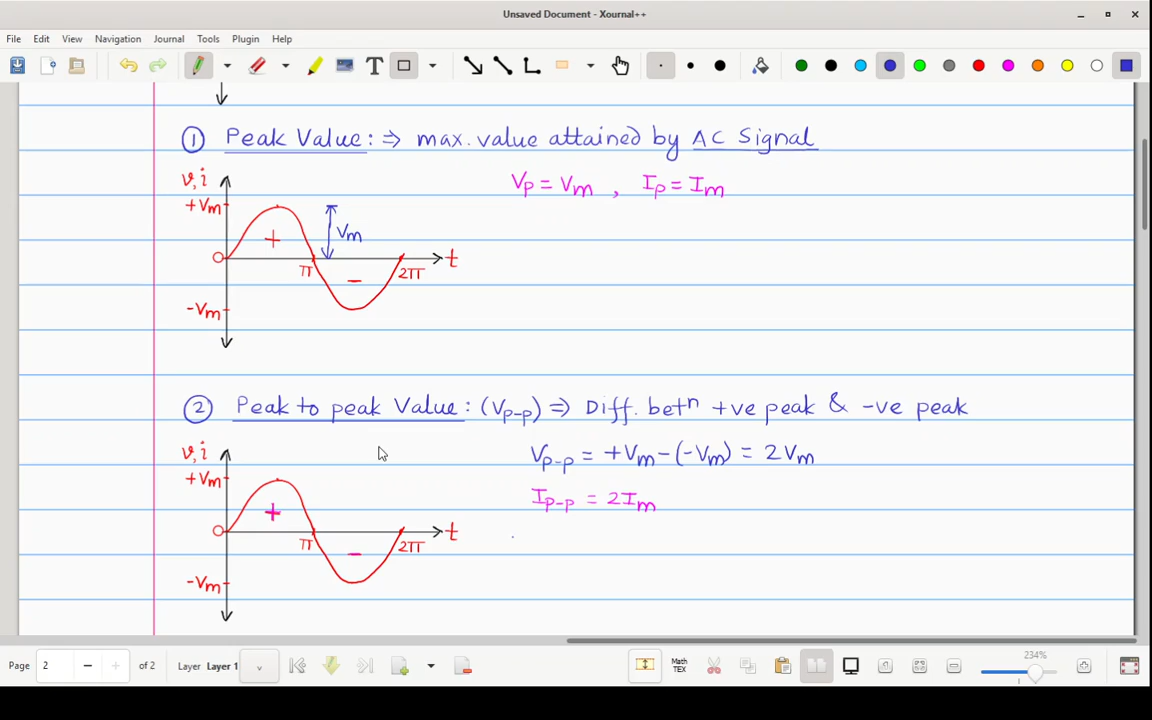 Unsaved Document - Xournal++
File Edit View Navigation Journal Tools Plugin Help
T
① Peak Value: ⇒ max. value attained by AC Signal
v, i
Vp = Vm , Ip = Im
+Vm
+
Vm
O
π
2π
t
-
-Vm
② Peak to peak Value: (Vp-p) ⇒ Diff. betⁿ +ve peak & -ve peak
v, i
Vp-p = +Vm - (-Vm) = 2Vm
+Vm
Ip-p = 2Im
+
O
π
2π
t
-
-Vm
234%
Page 2 of 2 Layer Layer 1
Math TEX